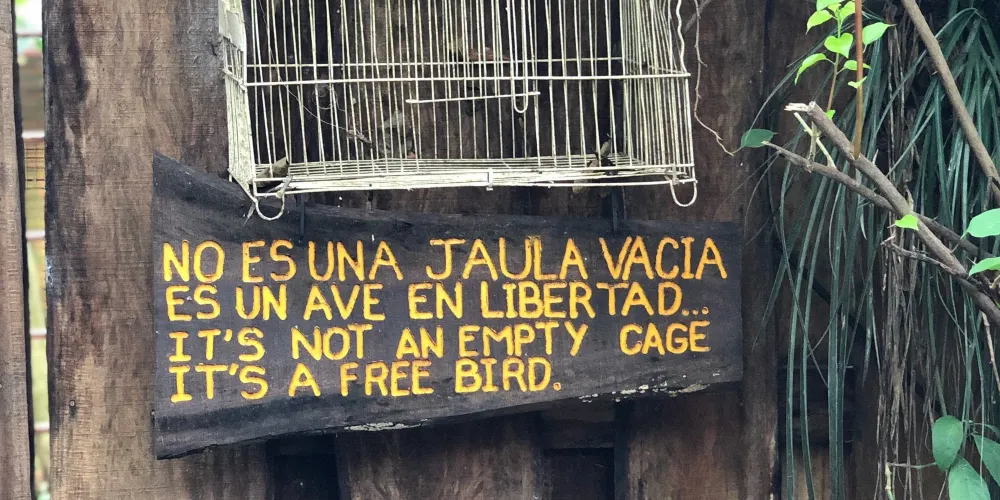 NO ES UNA JAULA VACIA
ES UN AVE EN LIBERTAD...
IT'S NOT AN EMPTY CAGE
IT'S A FREE BIRD.